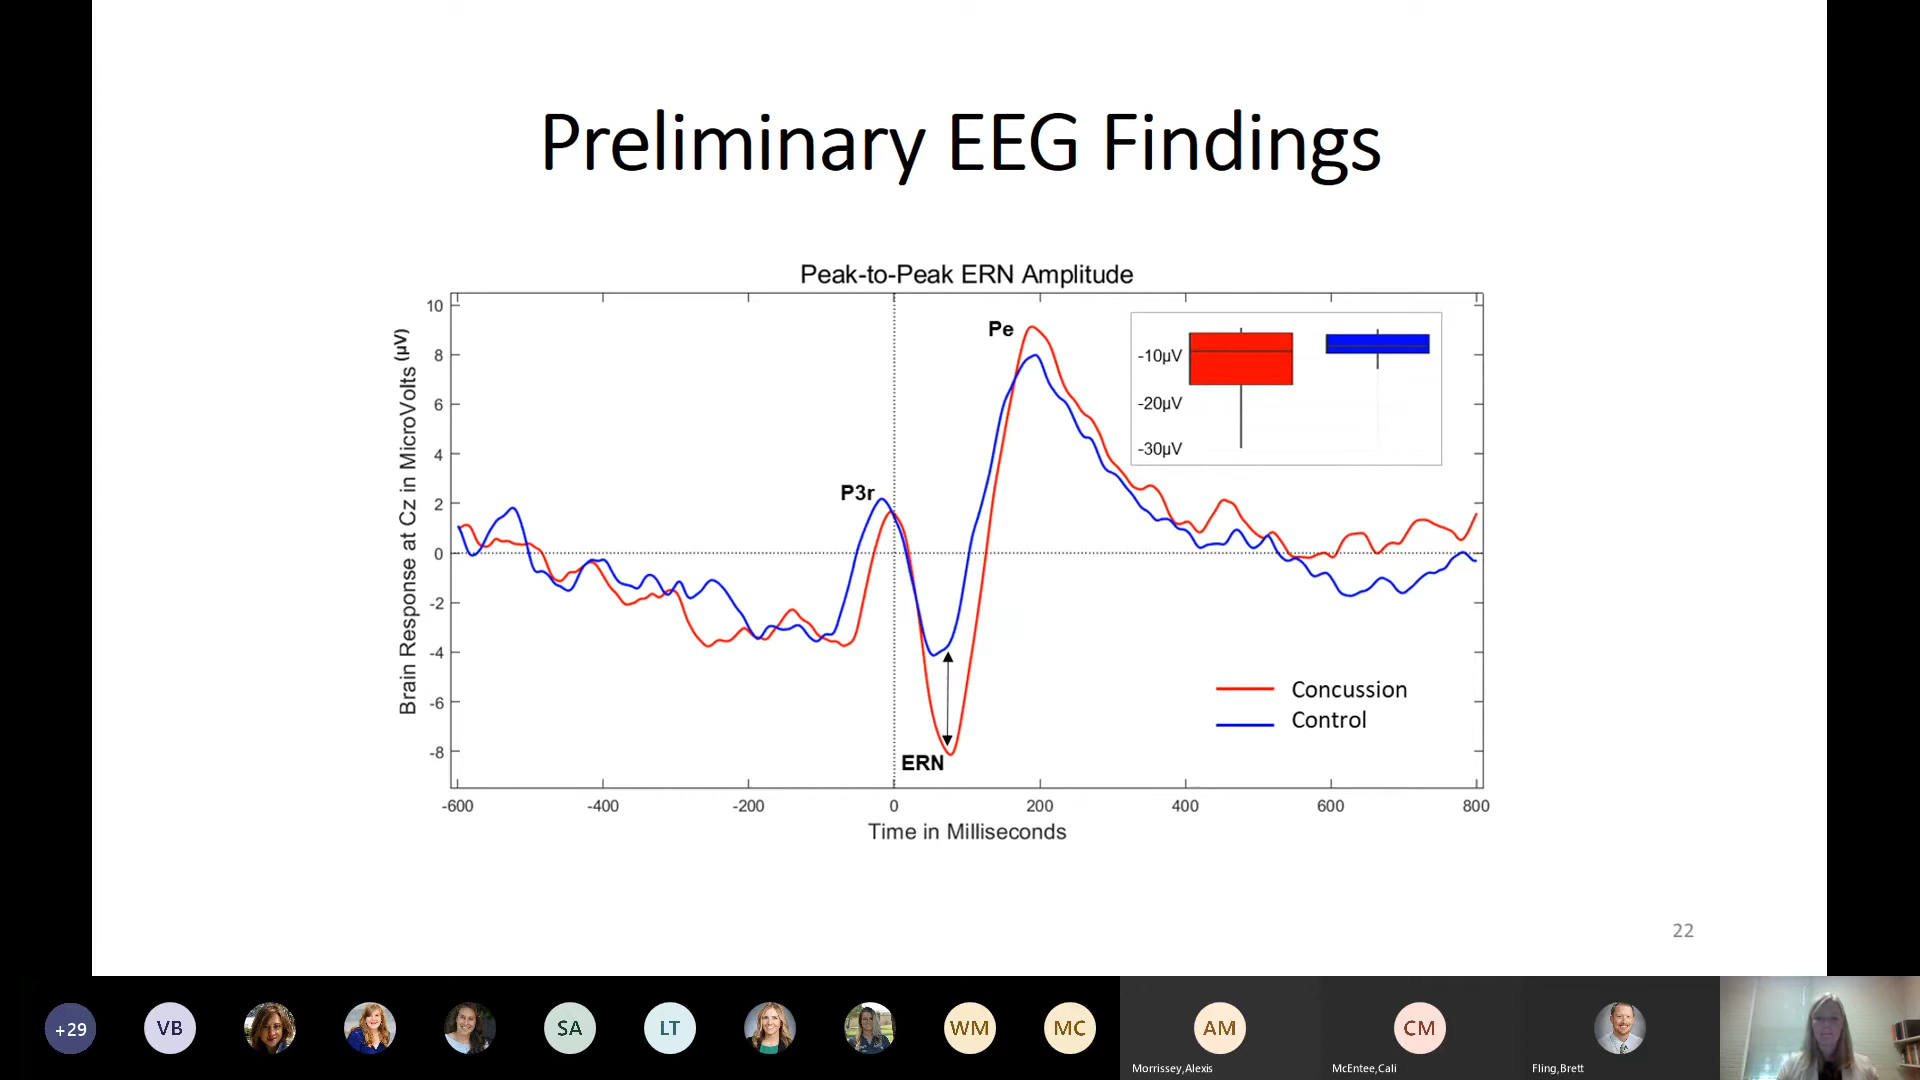 Preliminary EEG Findings
Peak-to-Peak ERN Amplitude
Brain Response at Cz in MicroVolts (µV)
10
8
6
4
2
0
-2
-4
-6
-8
Pe
P3r
ERN
-10µV
-20µV
-30µV
Concussion
Control
-600
-400
-200
0
200
400
600
800
Time in Milliseconds
22
+29
VB
SA
LT
WM
MC
AM
CM
Morrissey,Alexis
McEntee,Cali
Fling,Brett